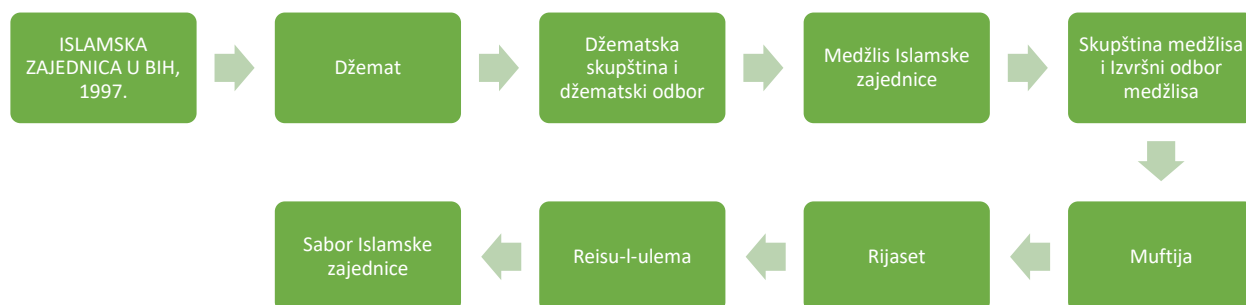 ISLAMSKA
ZAJEDNICA U BIH,
1997.
Džemat
Džematska
skupština i
džematski odbor
Medžlis Islamske
zajednice
Skupština medžlisa
i Izvršni odbor
medžlisa
Muftija
Rijaset
Reisu-l-ulema
Sabor Islamske
zajednice